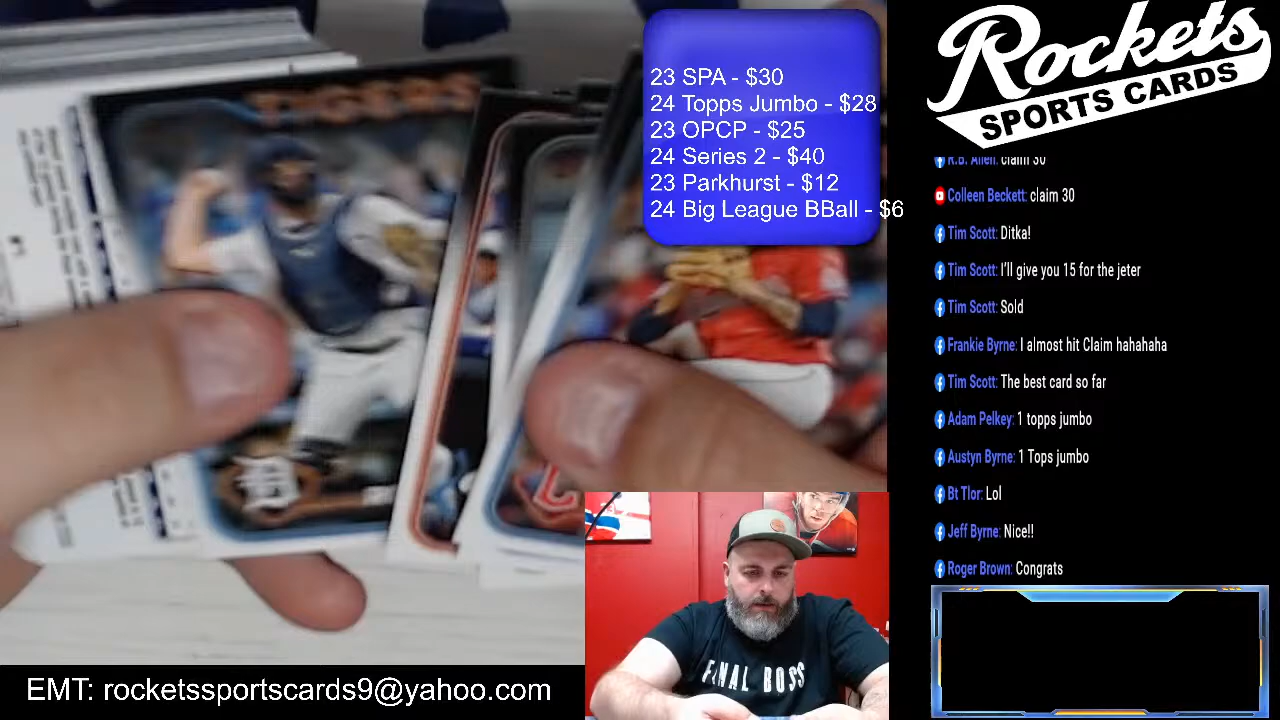 23 SPA - $30
24 Topps Jumbo - $28
23 OPCP - $25
24 Series 2 - $40
23 Parkhurst - $12
24 Big League BBall - $6
Rockets
SPORTS CARDS
R.B. Allen: claim 30
Colleen Beckett: claim 30
Tim Scott: Ditka!
Tim Scott: I'll give you 15 for the jeter
Tim Scott: Sold
Frankie Byrne: I almost hit Claim hahahaha
Tim Scott: The best card so far
Adam Pelkey: 1 topps jumbo
Austyn Byrne: 1 Tops jumbo
Bt Tlor: Lol
Jeff Byrne: Nice!!
Roger Brown: Congrats
FINAL BOSS
EMT: rocketssportscards9@yahoo.com